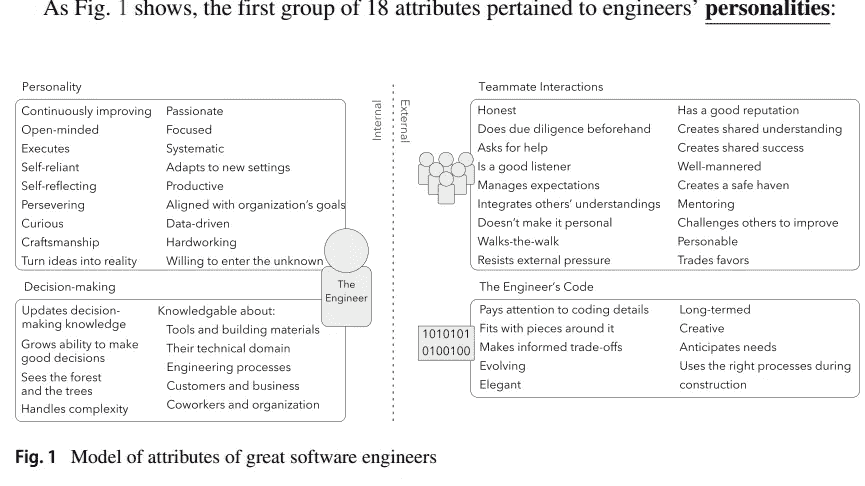 As Fig. 1 shows, the first group of 18 attributes pertained to engineers' personalities:
Personality
Continuously improving
Open-minded
Executes
Self-reliant
Self-reflecting
Persevering
Curious
Craftsmanship
Turn ideas into reality
Passionate
Focused
Systematic
Adapts to new settings
Productive
Aligned with organization's goals
Data-driven
Hardworking
Willing to enter the unknown
The
Engineer
Decision-making
Updates decision-
making knowledge
Grows ability to make
good decisions
Sees the forest
and the trees
Handles complexity
Knowledgable about:
Tools and building materials
Their technical domain
Engineering processes
Customers and business
Coworkers and organization
Internal
External
Teammate Interactions
Honest
Does due diligence beforehand
Asks for help
Is a good listener
Manages expectations
Integrates others' understandings
Doesn't make it personal
Walks-the-walk
Resists external pressure
Has a good reputation
Creates shared understanding
Creates shared success
Well-mannered
Creates a safe haven
Mentoring
Challenges others to improve
Personable
Trades favors
The Engineer's Code
1010101
0100100
Pays attention to coding details
Fits with pieces around it
Makes informed trade-offs
Evolving
Elegant
Long-termed
Creative
Anticipates needs
Uses the right processes during
construction
Fig. 1 Model of attributes of great software engineers